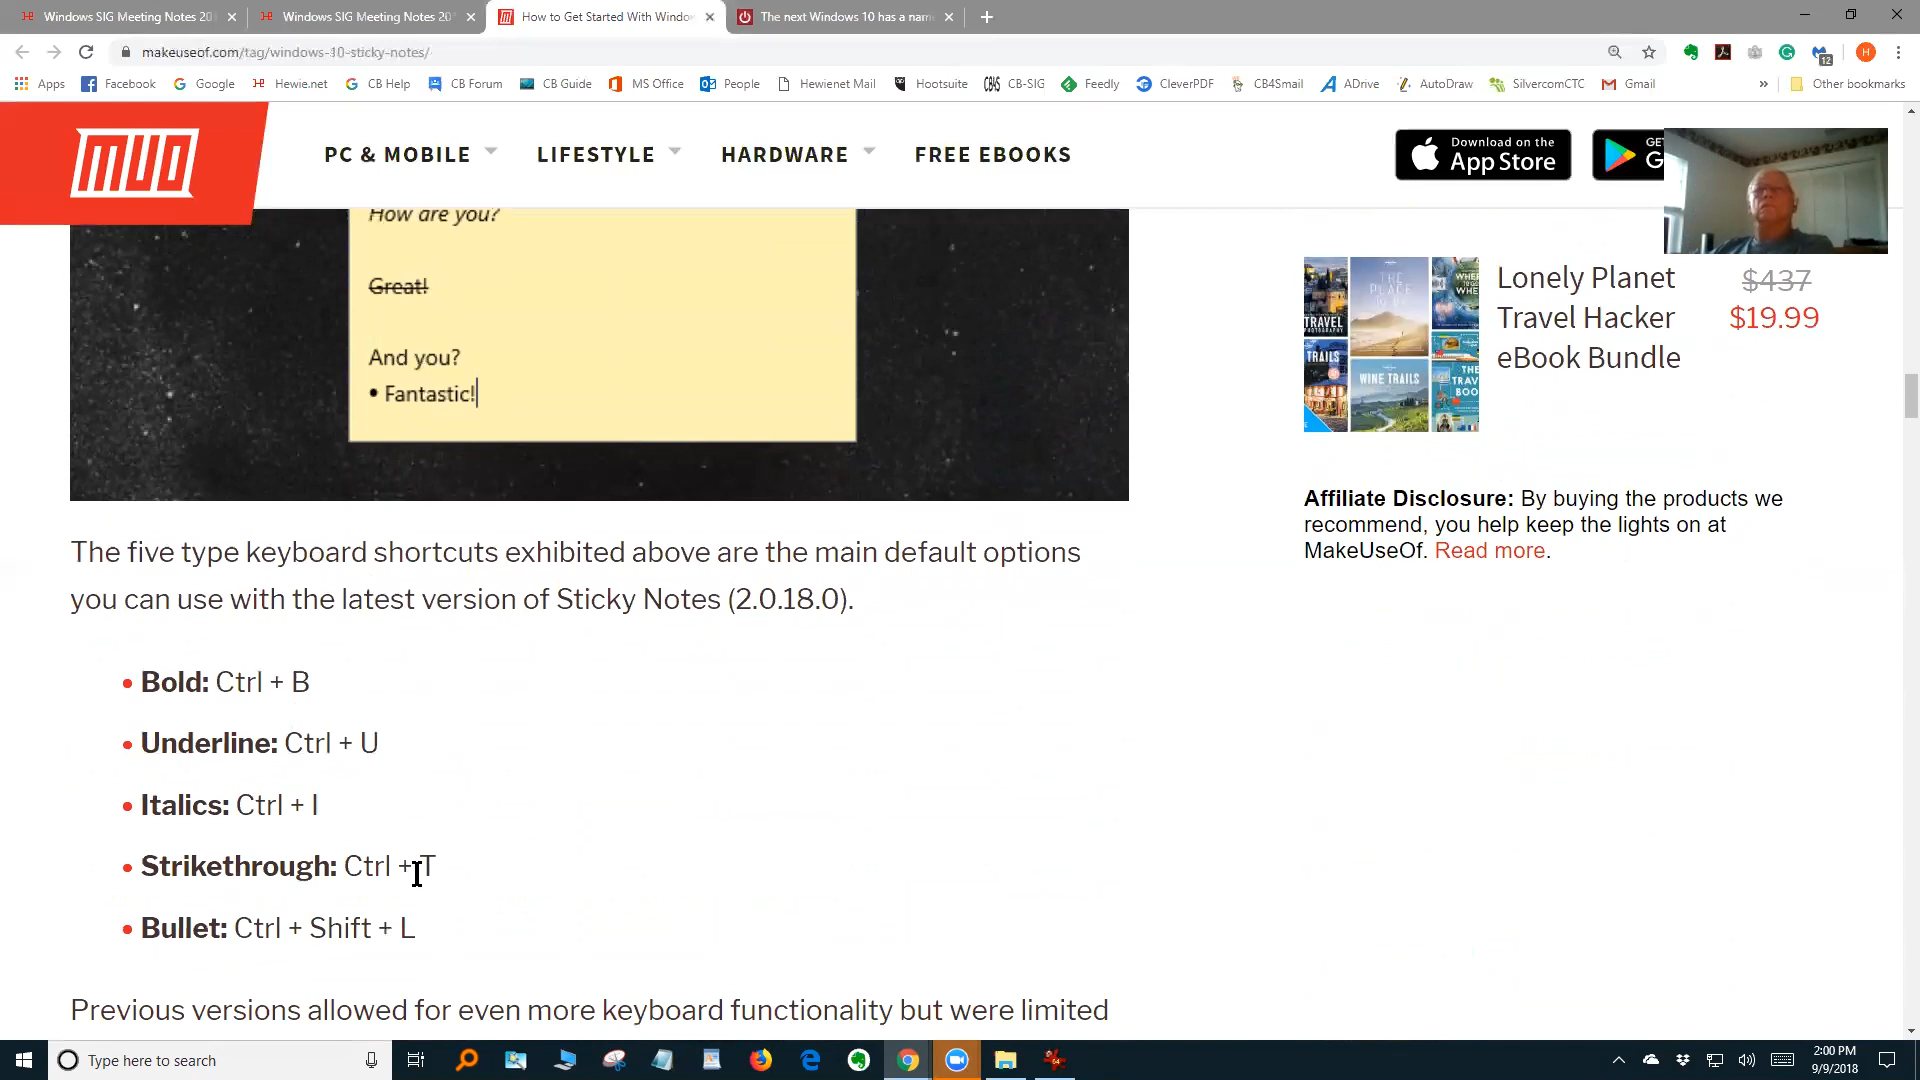 Windows SIG Meeting Notes 20
Windows SIG Meeting Notes 20
How to Get Started With Windo
The next Windows 10 has a nam
makeuseof.com/tag/windows-10-sticky-notes/
12
H
Apps
Facebook
Google
Hewie.net
CB Help
CB Forum
CB Guide
MS Office
People
Hewienet Mail
Hootsuite
CB-SIG
Feedly
CleverPDF
CB4Smail
ADrive
AutoDraw
SilvercomCTC
Gmail
»
Other bookmarks
MUO
PC & MOBILE
LIFESTYLE
HARDWARE
FREE EBOOKS
Download on the
App Store
GE
G
How are you?
Great!
And you?
• Fantastic!
Lonely Planet
Travel Hacker
eBook Bundle
$437
$19.99
TRAVEL
TRAILS
WINE TRAILS
Affiliate Disclosure: By buying the products we
recommend, you help keep the lights on at
MakeUseOf. Read more.
The five type keyboard shortcuts exhibited above are the main default options
you can use with the latest version of Sticky Notes (2.0.18.0).
• Bold: Ctrl + B
• Underline: Ctrl + U
• Italics: Ctrl + I
• Strikethrough: Ctrl + T
• Bullet: Ctrl + Shift + L
Previous versions allowed for even more keyboard functionality but were limited
Type here to search
2:00 PM
9/9/2018